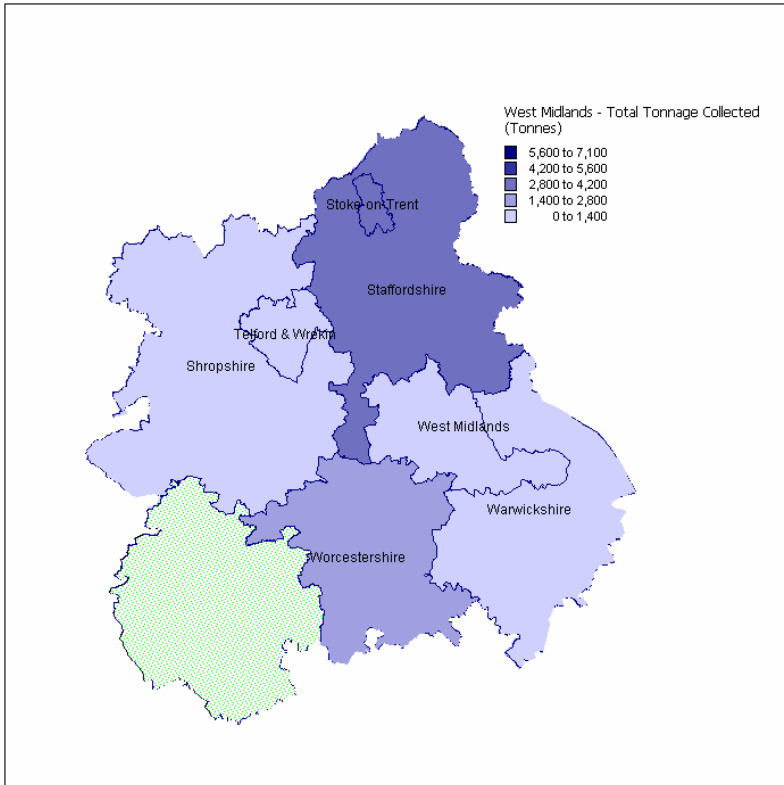 West Midlands - Total Tonnage Collected
(Tonnes)
5,600 to 7,100
4,200 to 5,600
2,800 to 4,200
1,400 to 2,800
0 to 1,400
Stoke-on-Trent
Staffordshire
Telford & Wrekin
Shropshire
West Midlands
Warwickshire
Worcestershire